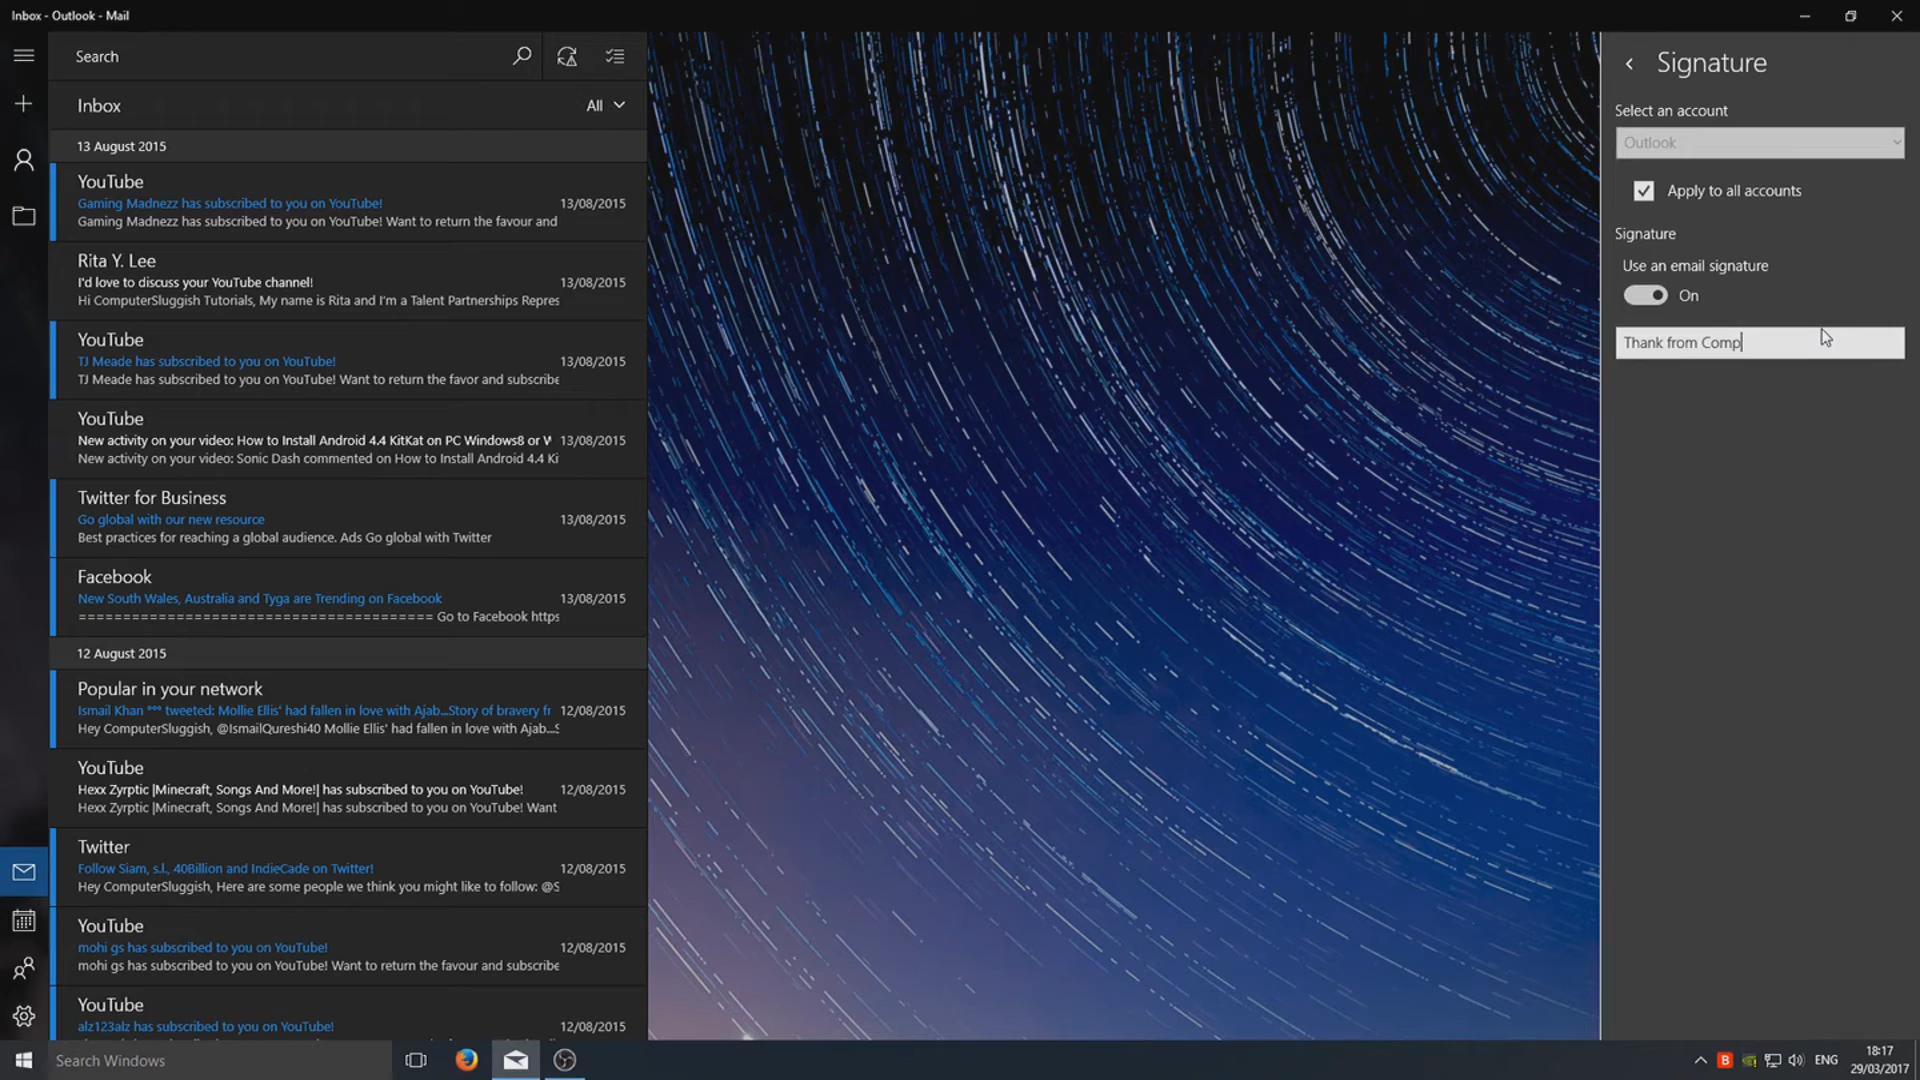 Inbox - Outlook - Mail
Search
Inbox
All
13 August 2015
YouTube
Gaming Madnezz has subscribed to you on YouTube!
13/08/2015
Gaming Madnezz has subscribed to you on YouTube! Want to return the favour and
Rita Y. Lee
I'd love to discuss your YouTube channel!
13/08/2015
Hi ComputerSluggish Tutorials, My name is Rita and I'm a Talent Partnerships Repres
YouTube
TJ Meade has subscribed to you on YouTube!
13/08/2015
TJ Meade has subscribed to you on YouTube! Want to return the favor and subscribe
YouTube
New activity on your video: How to Install Android 4.4 KitKat on PC Windows8 or W
13/08/2015
New activity on your video: Sonic Dash commented on How to Install Android 4.4 Ki
Twitter for Business
Go global with our new resource
13/08/2015
Best practices for reaching a global audience. Ads Go global with Twitter
Facebook
New South Wales, Australia and Tyga are Trending on Facebook
13/08/2015
======================================== Go to Facebook https
12 August 2015
Popular in your network
Ismail Khan *** tweeted: Mollie Ellis' had fallen in love with Ajab...Story of bravery fr
12/08/2015
Hey ComputerSluggish, @IsmailQureshi40 Mollie Ellis' had fallen in love with Ajab...S
YouTube
Hexx Zyrptic |Minecraft, Songs And More!| has subscribed to you on YouTube!
12/08/2015
Hexx Zyrptic |Minecraft, Songs And More!| has subscribed to you on YouTube! Want
Twitter
Follow Siam, s.l., 40Billion and IndieCade on Twitter!
12/08/2015
Hey ComputerSluggish, Here are some people we think you might like to follow: @S
YouTube
mohi gs has subscribed to you on YouTube!
12/08/2015
mohi gs has subscribed to you on YouTube! Want to return the favour and subscribe
YouTube
alz123alz has subscribed to you on YouTube!
12/08/2015
Signature
Select an account
Outlook
Apply to all accounts
Signature
Use an email signature
On
Thank from Comp
Search Windows
B
ENG
18:17
29/03/2017